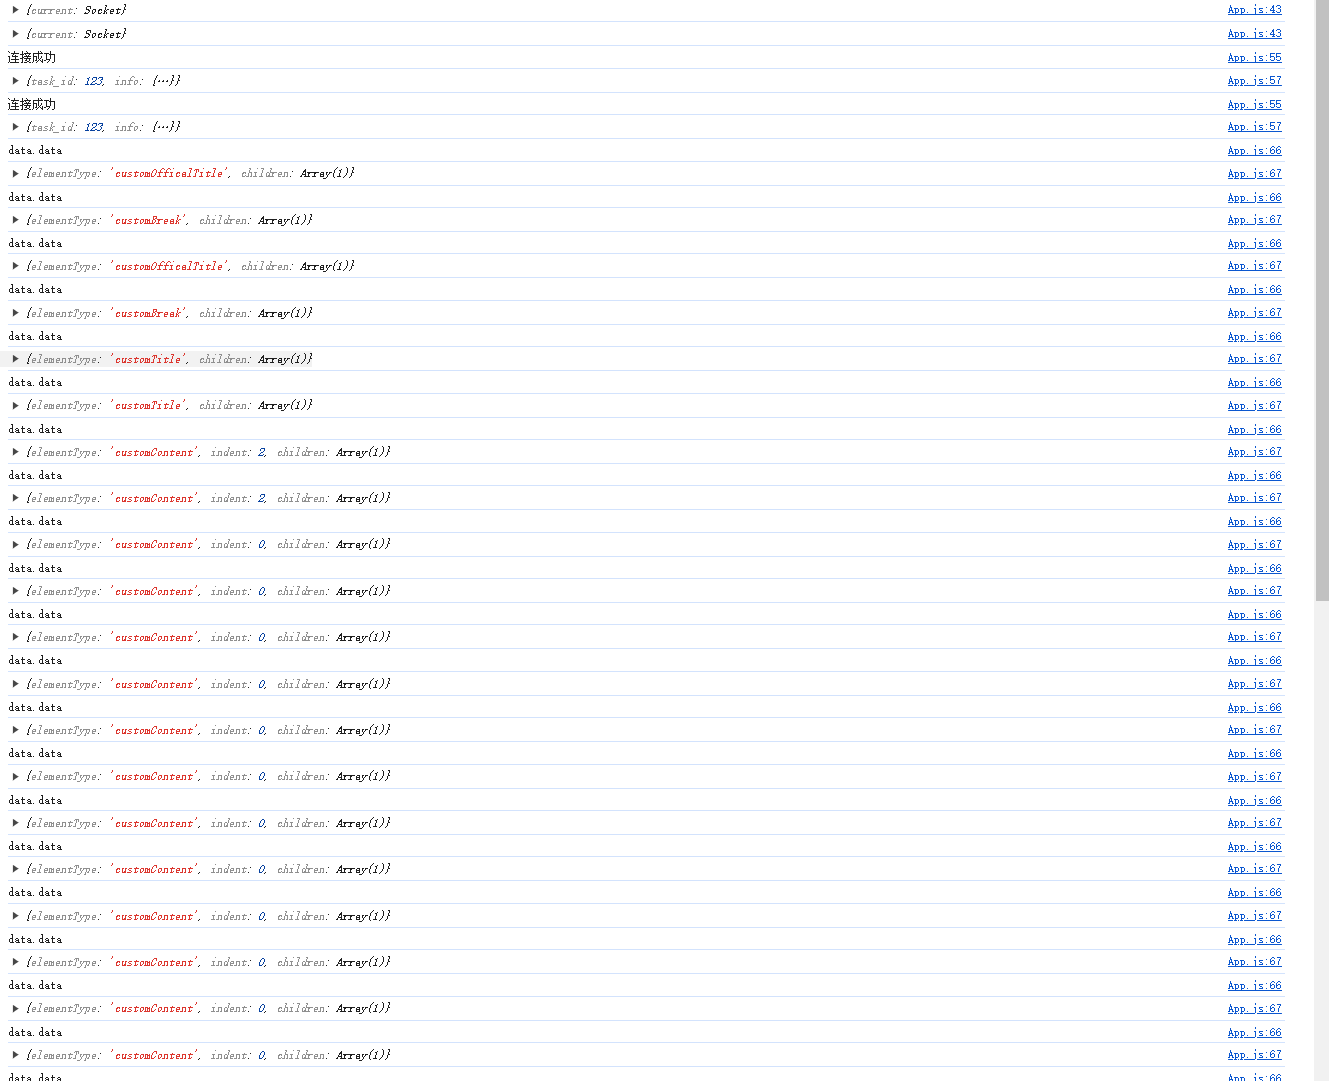 ▶ {current: Socket} App.js:43
▶ {current: Socket} App.js:43
连接成功 App.js:55
▶ {task_id: 123, info: {…}} App.js:57
连接成功 App.js:55
▶ {task_id: 123, info: {…}} App.js:57
data.data App.js:66
▶ {elementType: 'customOfficalTitle', children: Array(1)} App.js:67
data.data App.js:66
▶ {elementType: 'customBreak', children: Array(1)} App.js:67
data.data App.js:66
▶ {elementType: 'customOfficalTitle', children: Array(1)} App.js:67
data.data App.js:66
▶ {elementType: 'customBreak', children: Array(1)} App.js:67
data.data App.js:66
▶ {elementType: 'customTitle', children: Array(1)} App.js:67
data.data App.js:66
▶ {elementType: 'customTitle', children: Array(1)} App.js:67
data.data App.js:66
▶ {elementType: 'customContent', indent: 2, children: Array(1)} App.js:67
data.data App.js:66
▶ {elementType: 'customContent', indent: 2, children: Array(1)} App.js:67
data.data App.js:66
▶ {elementType: 'customContent', indent: 0, children: Array(1)} App.js:67
data.data App.js:66
▶ {elementType: 'customContent', indent: 0, children: Array(1)} App.js:67
data.data App.js:66
▶ {elementType: 'customContent', indent: 0, children: Array(1)} App.js:67
data.data App.js:66
▶ {elementType: 'customContent', indent: 0, children: Array(1)} App.js:67
data.data App.js:66
▶ {elementType: 'customContent', indent: 0, children: Array(1)} App.js:67
data.data App.js:66
▶ {elementType: 'customContent', indent: 0, children: Array(1)} App.js:67
data.data App.js:66
▶ {elementType: 'customContent', indent: 0, children: Array(1)} App.js:67
data.data App.js:66
▶ {elementType: 'customContent', indent: 0, children: Array(1)} App.js:67
data.data App.js:66
▶ {elementType: 'customContent', indent: 0, children: Array(1)} App.js:67
data.data App.js:66
▶ {elementType: 'customContent', indent: 0, children: Array(1)} App.js:67
data.data App.js:66
▶ {elementType: 'customContent', indent: 0, children: Array(1)} App.js:67
data.data App.js:66
▶ {elementType: 'customContent', indent: 0, children: Array(1)} App.js:67
data.data App.js:66